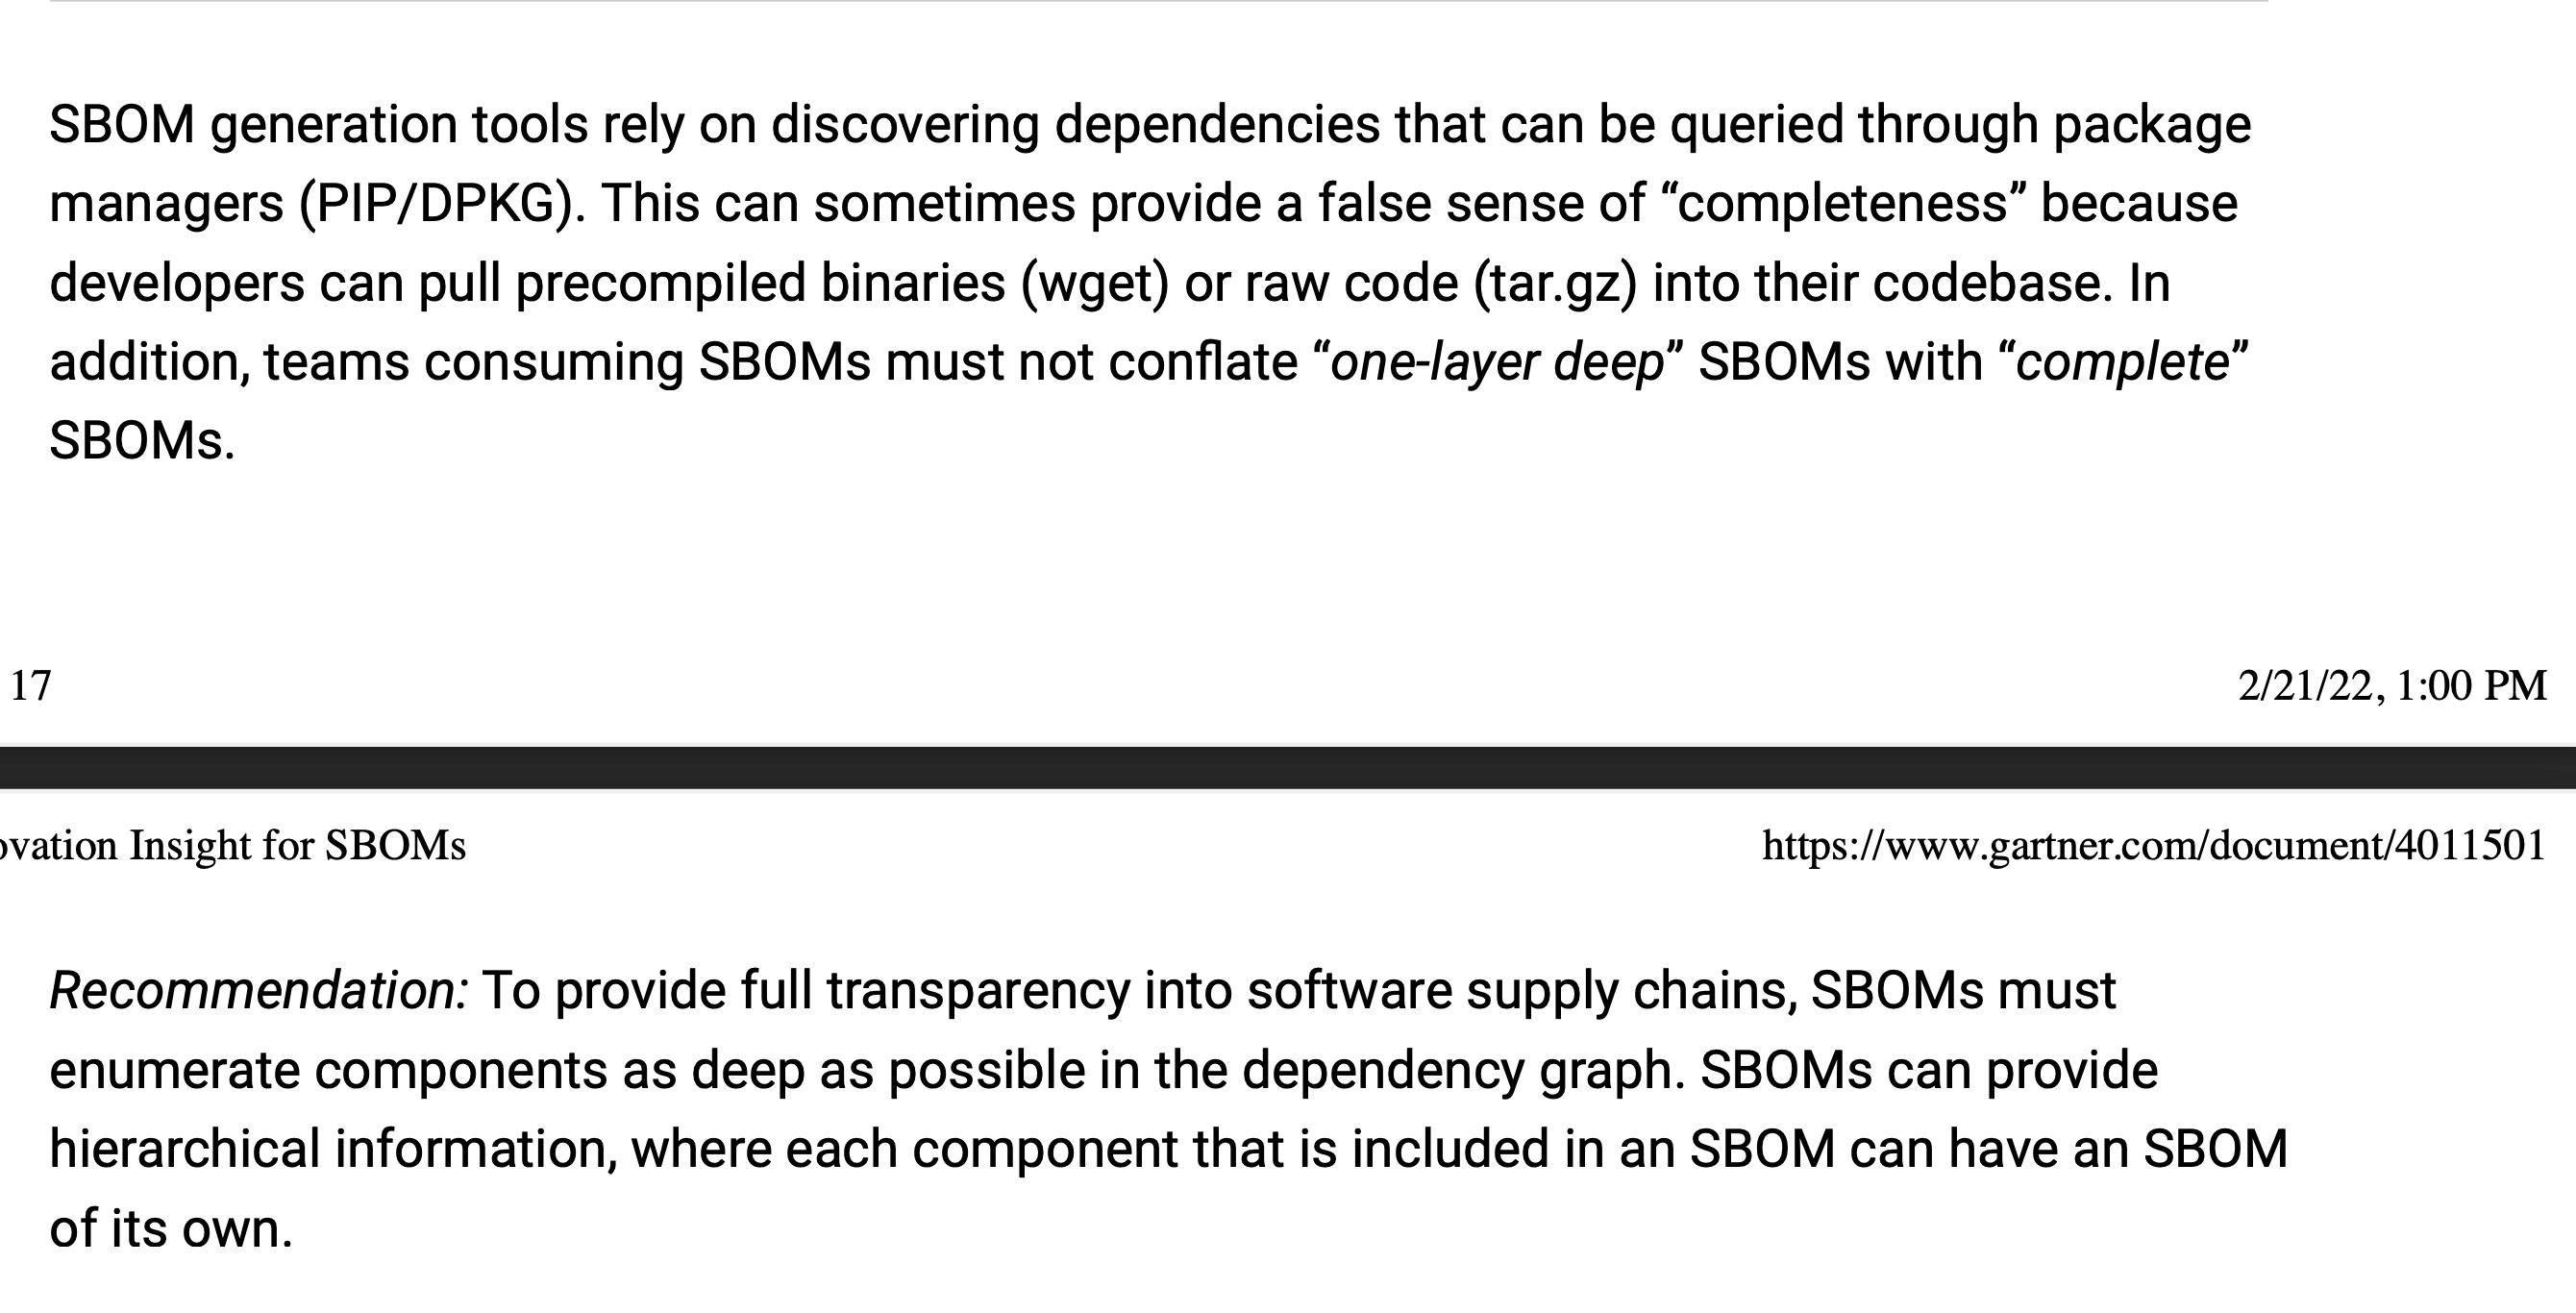 SBOM generation tools rely on discovering dependencies that can be queried through package
managers (PIP/DPKG). This can sometimes provide a false sense of “completeness” because
developers can pull precompiled binaries (wget) or raw code (tar.gz) into their codebase. In
addition, teams consuming SBOMs must not conflate “one-layer deep” SBOMs with “complete”
SBOMs.
17 2/21/22, 1:00 PM
ovation Insight for SBOMs https://www.gartner.com/document/4011501
Recommendation: To provide full transparency into software supply chains, SBOMs must
enumerate components as deep as possible in the dependency graph. SBOMs can provide
hierarchical information, where each component that is included in an SBOM can have an SBOM
of its own.